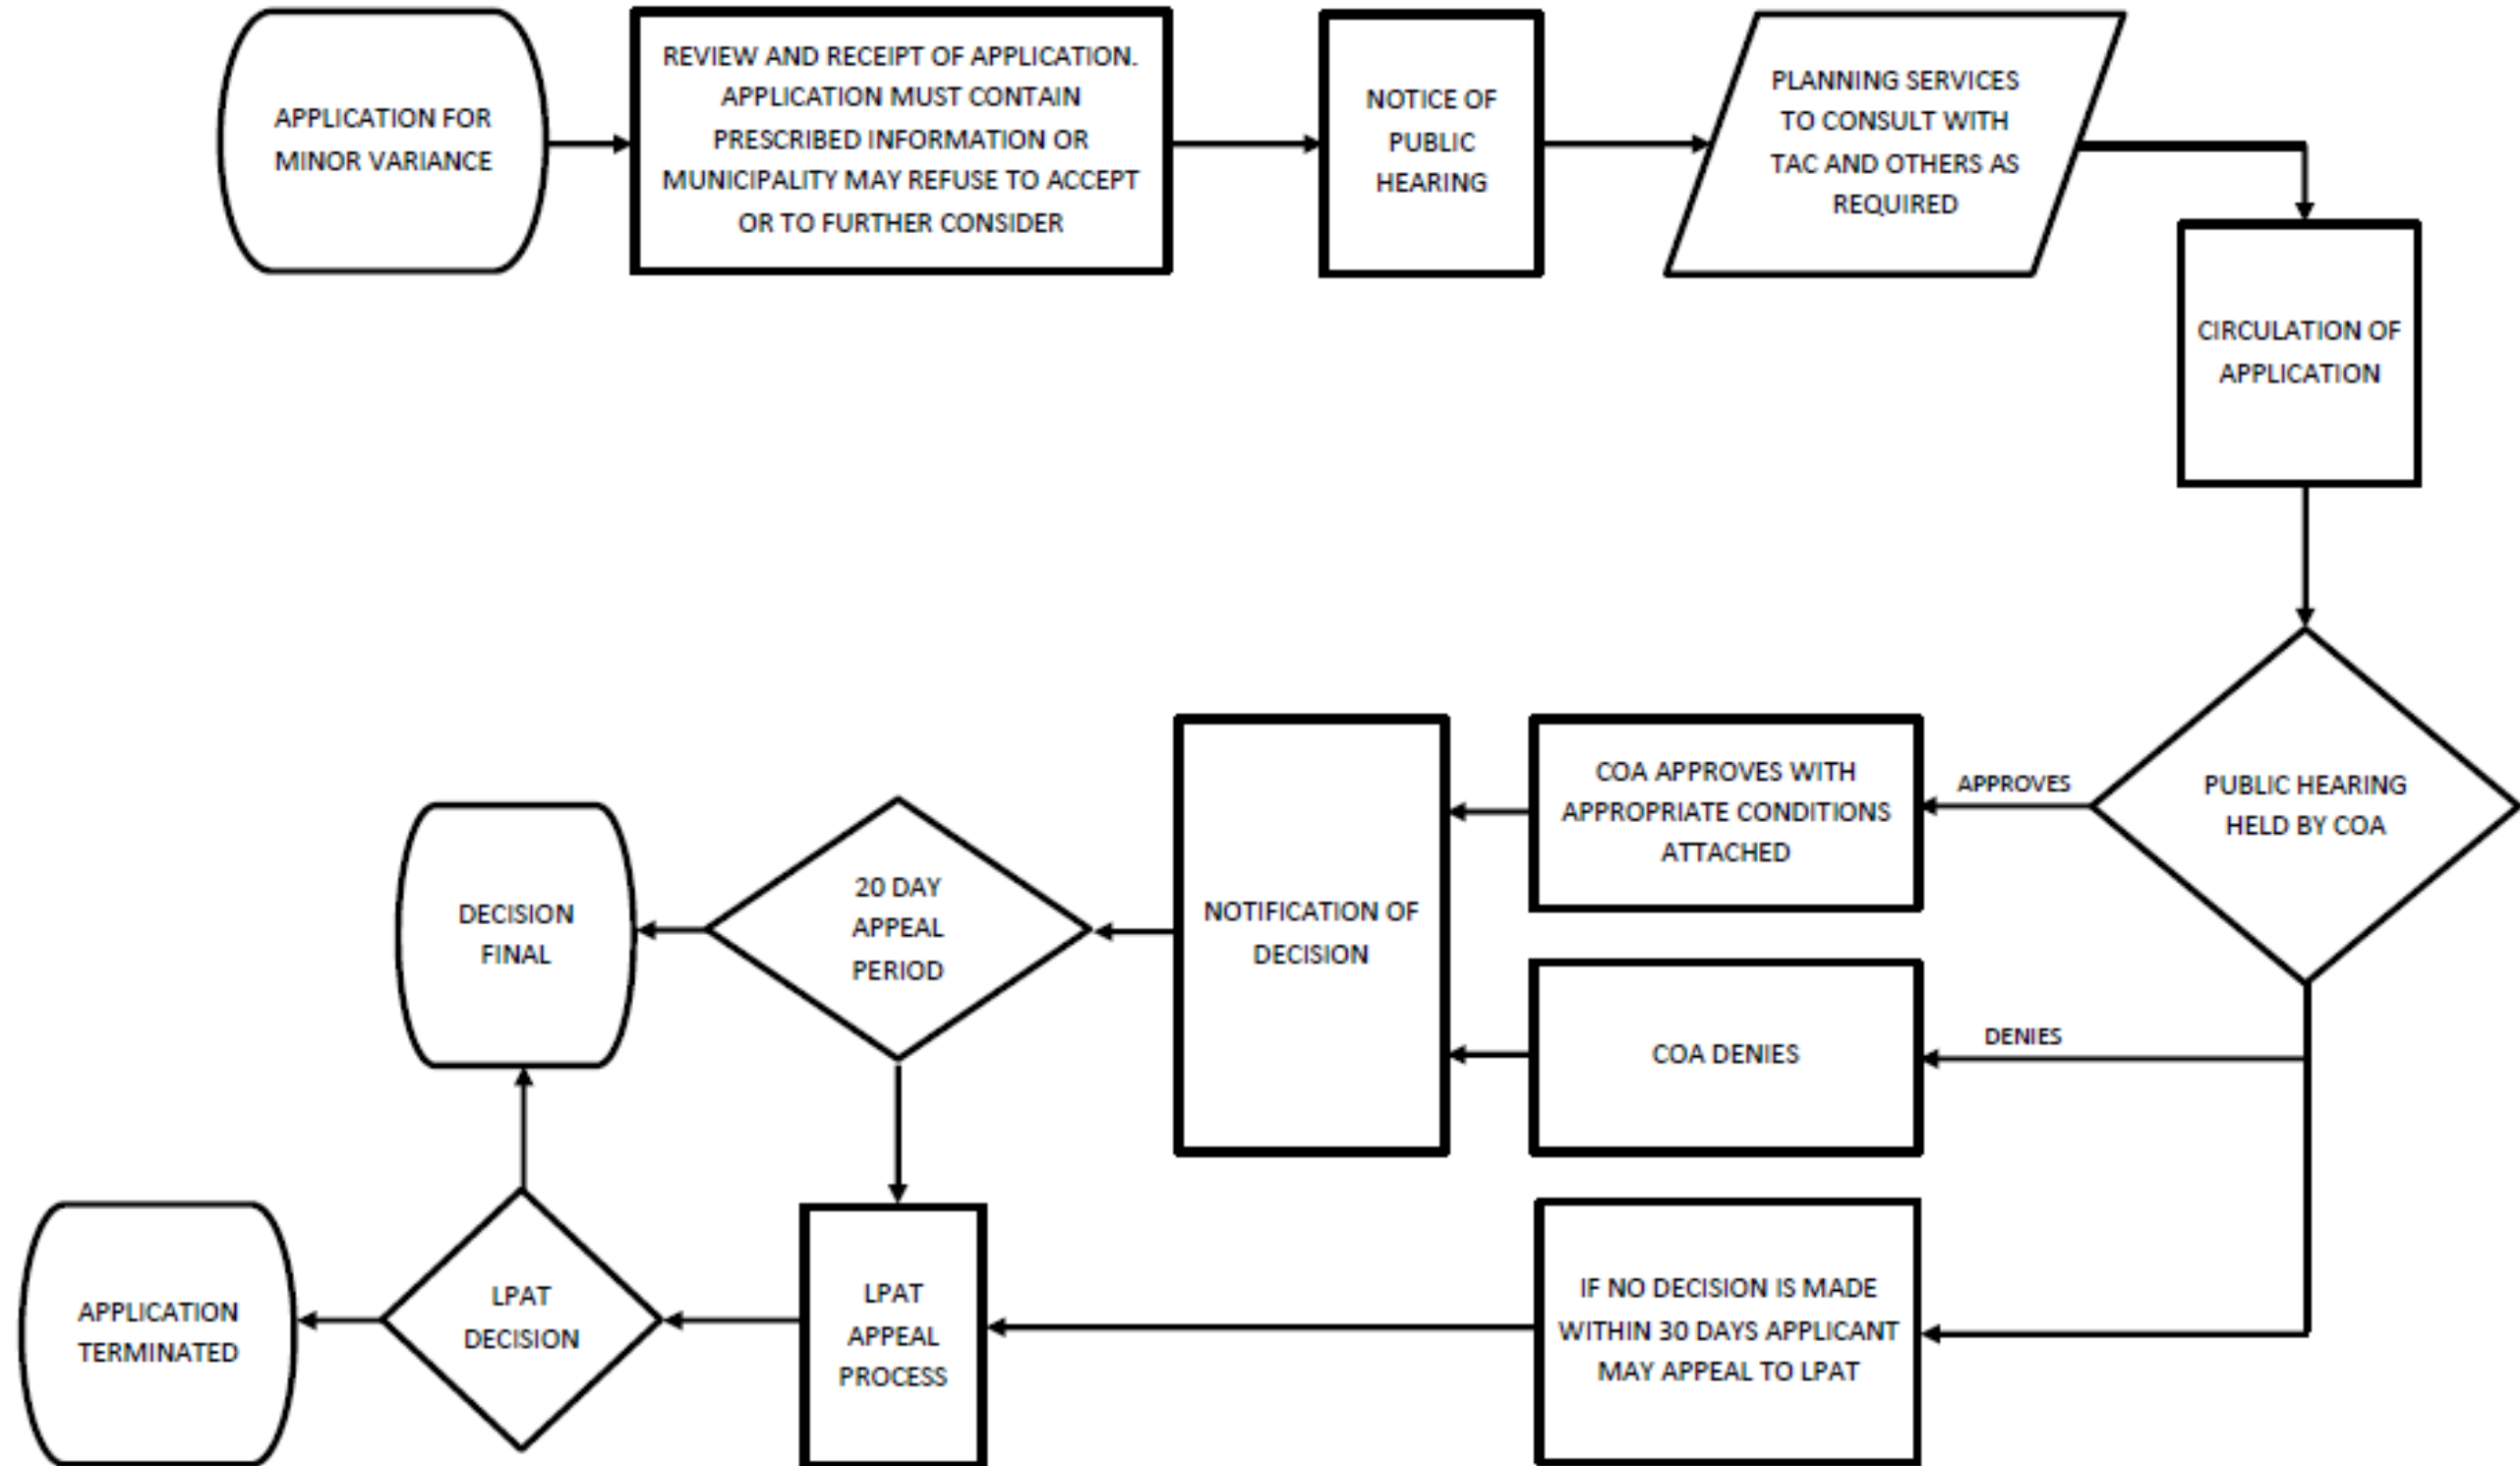 APPLICATION FOR
MINOR VARIANCE
REVIEW AND RECEIPT OF APPLICATION.
APPLICATION MUST CONTAIN
PRESCRIBED INFORMATION OR
MUNICIPALITY MAY REFUSE TO ACCEPT
OR TO FURTHER CONSIDER
NOTICE OF
PUBLIC
HEARING
PLANNING SERVICES
TO CONSULT WITH
TAC AND OTHERS AS
REQUIRED
CIRCULATION OF
APPLICATION
PUBLIC HEARING
HELD BY COA
APPROVES
COA APPROVES WITH
APPROPRIATE CONDITIONS
ATTACHED
DENIES
COA DENIES
IF NO DECISION IS MADE
WITHIN 30 DAYS APPLICANT
MAY APPEAL TO LPAT
NOTIFICATION OF
DECISION
20 DAY
APPEAL
PERIOD
DECISION
FINAL
LPAT
APPEAL
PROCESS
LPAT
DECISION
APPLICATION
TERMINATED